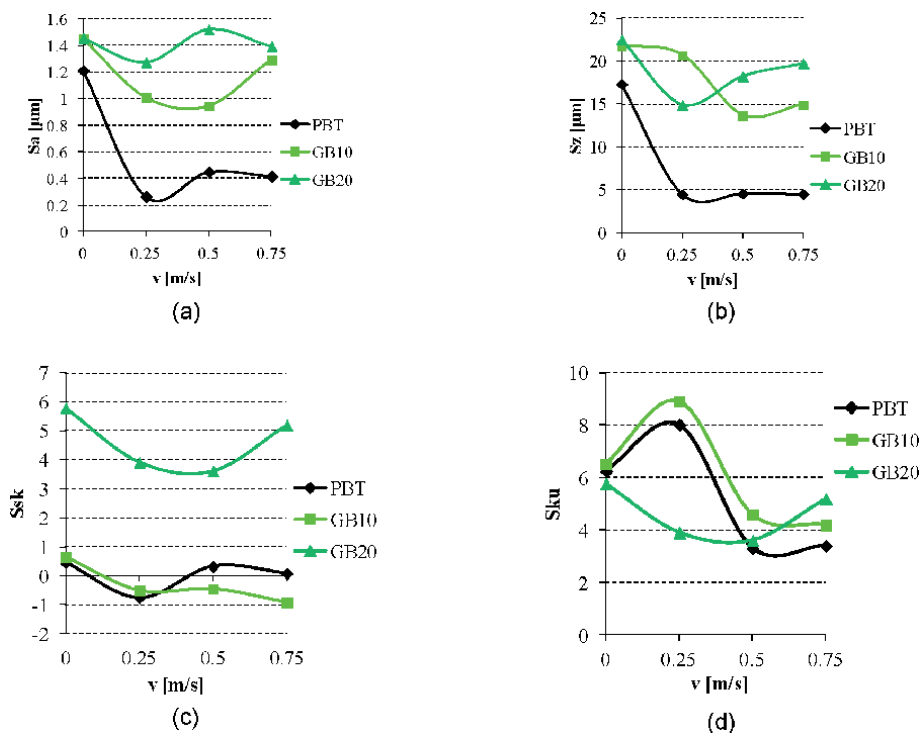 1.6
1.4
1.2
1
0.8
0.6
0.4
0.2
0
Sa [µm]
0 0.25 0.5 0.75
v [m/s]
PBT
GB10
GB20
(a)
25
20
15
10
5
0
Sz [µm]
0 0.25 0.5 0.75
v [m/s]
PBT
GB10
GB20
(b)
7
6
5
4
3
2
1
0
-1
-2
Ssk
0 0.25 0.5 0.75
v [m/s]
PBT
GB10
GB20
(c)
10
8
6
4
2
0
Sku
0 0.25 0.5 0.75
v [m/s]
PBT
GB10
GB20
(d)